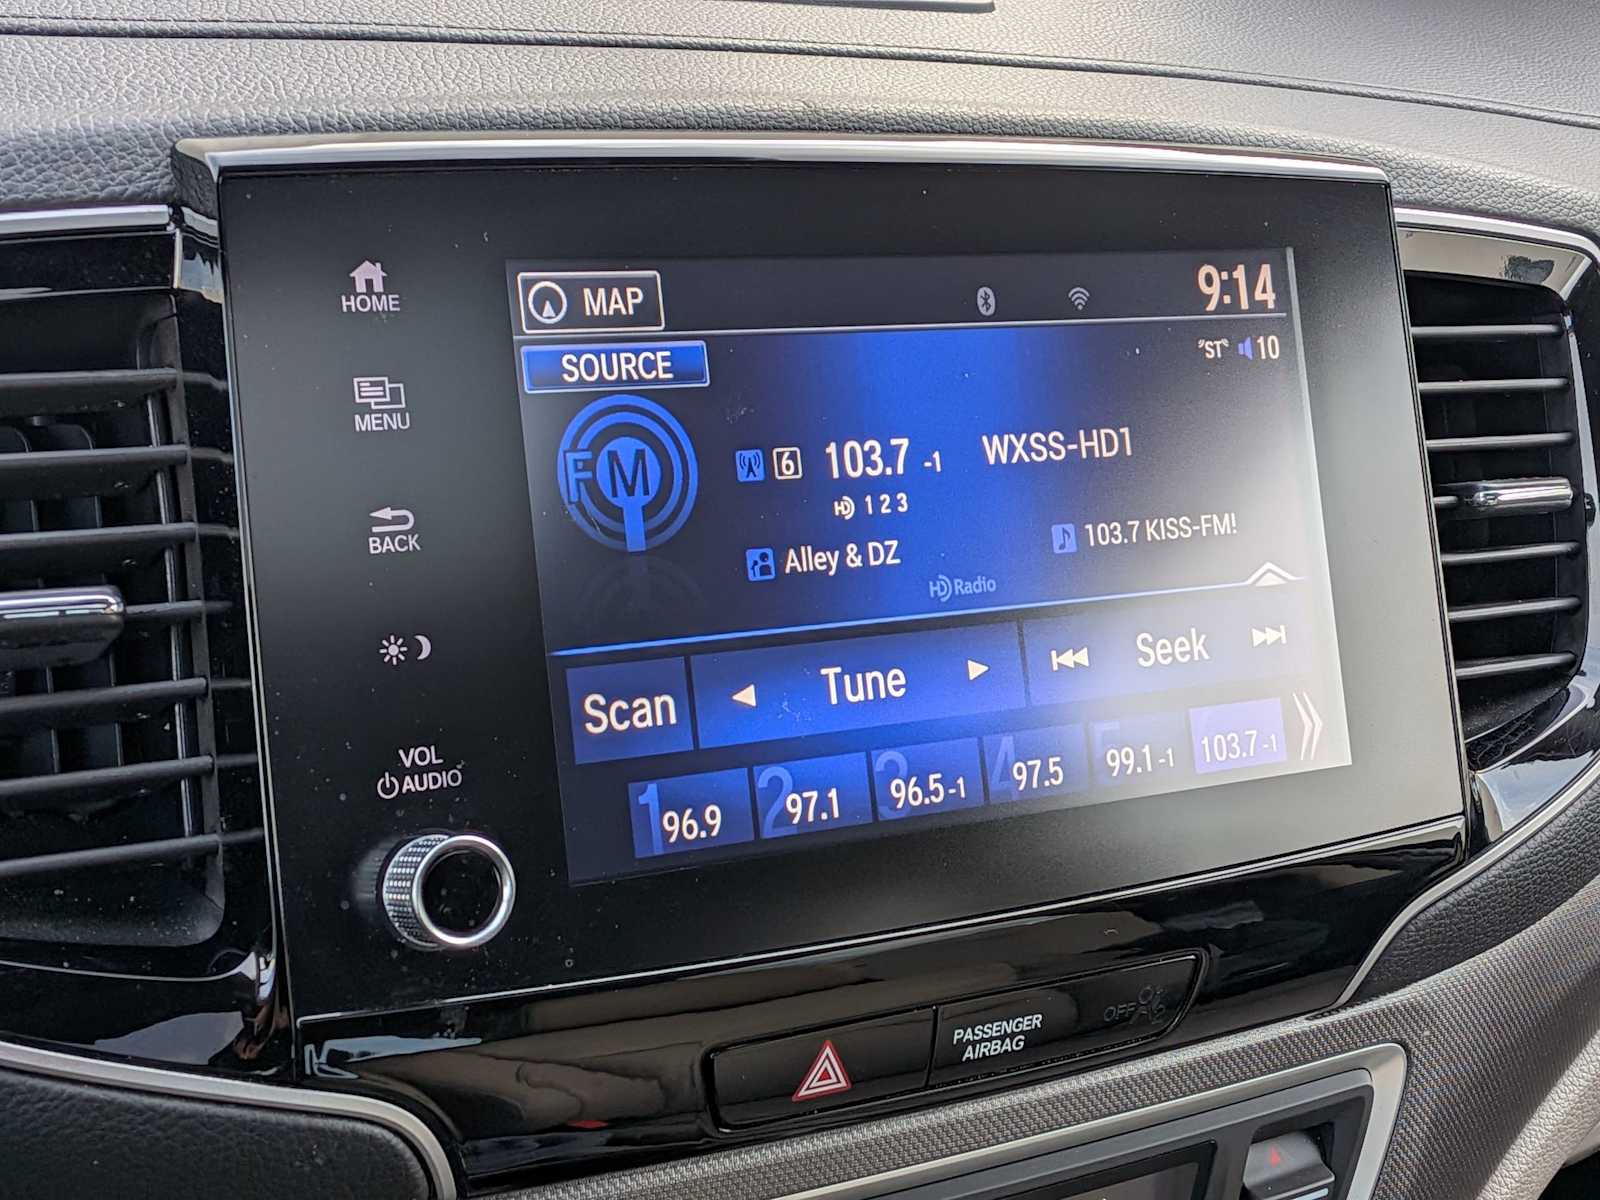 HOME
MENU
BACK
VOL
AUDIO
MAP
9:14
SOURCE
"ST" 10
FM
6 103.7 -1 WXSS-HD1
HD 1 2 3
Alley & DZ
103.7 KISS-FM!
HD Radio
Scan Tune Seek
1 96.9 2 97.1 3 96.5-1 4 97.5 5 99.1-1 103.7-1
PASSENGER
AIRBAG
OFF